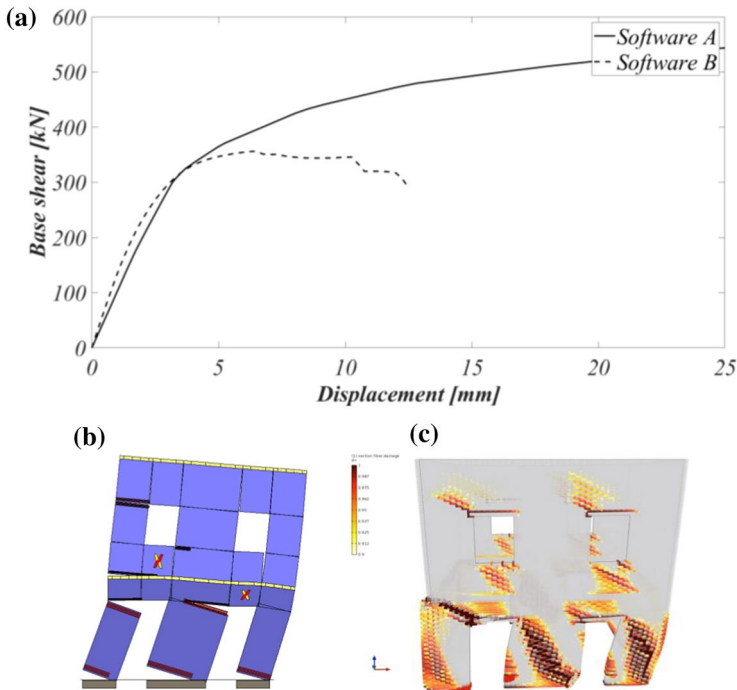 (a)
600
500
400
300
200
100
0
Base shear [kN]
Software A
Software B
0 5 10 15 20 25
Displacement [mm]
(b)
(c)